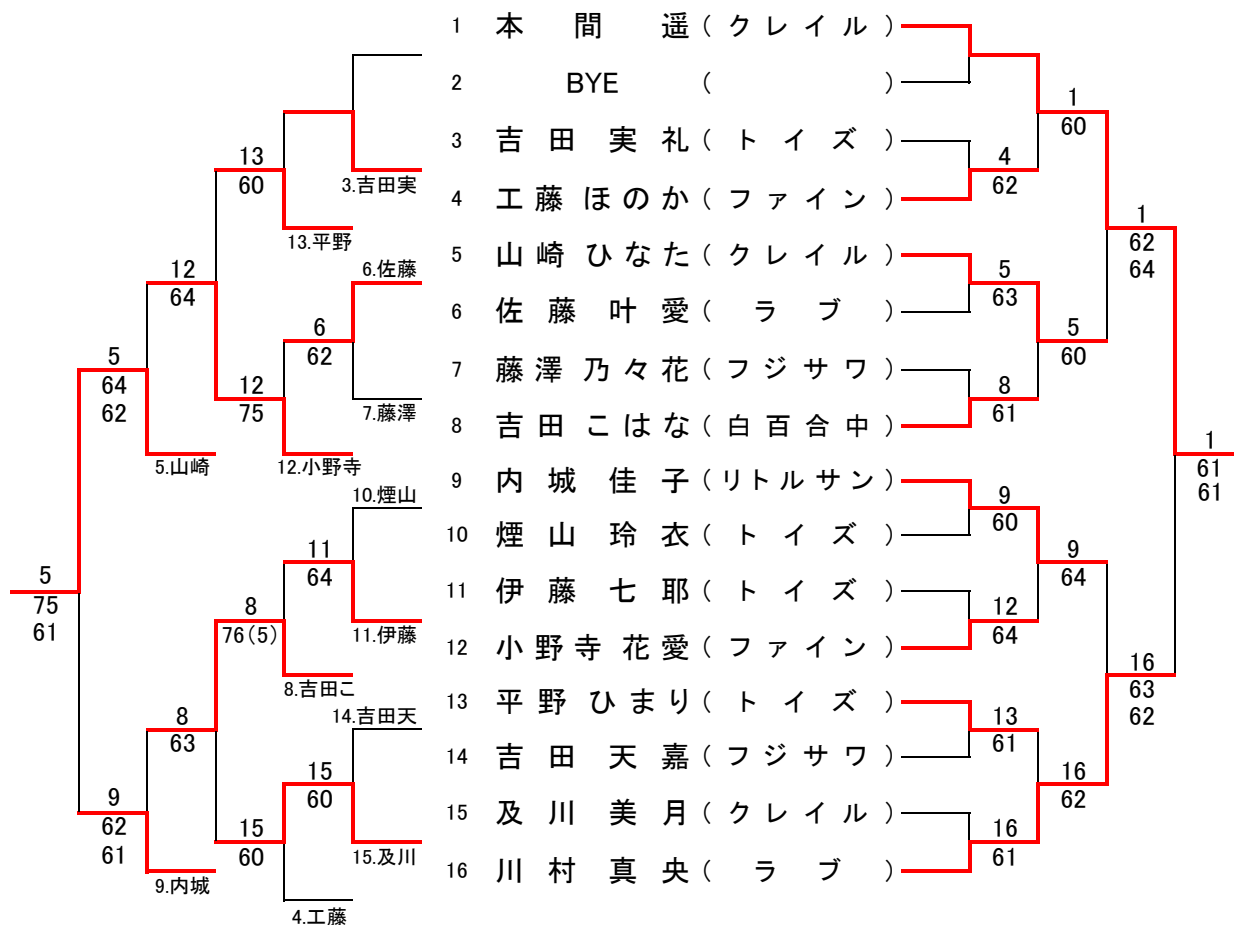 1 本間遥(クレイル)
2 BYE ( )
3 吉田実礼(トイズ)
4 工藤ほのか(ファイン)
5 山崎ひなた(クレイル)
6 佐藤叶愛(ラブ)
7 藤澤乃々花(フジサワ)
8 吉田こはな(白百合中)
9 内城佳子(リトルサン)
10 煙山玲衣(トイズ)
11 伊藤七耶(トイズ)
12 小野寺花愛(ファイン)
13 平野ひまり(トイズ)
14 吉田天嘉(フジサワ)
15 及川美月(クレイル)
16 川村真央(ラブ)
4
62
5
63
8
61
9
60
12
64
13
61
16
61
1
60
5
60
9
64
16
62
1
62
64
16
63
62
1
61
61
3.吉田実
6.佐藤
7.藤澤
10.煙山
11.伊藤
14.吉田天
15.及川
13.平野
6
62
12.小野寺
11
64
8.吉田こ
15
60
4.工藤
13
60
12
75
8
76(5)
15
60
12
64
5.山崎
8
63
9.内城
5
64
62
9
62
61
5
75
61